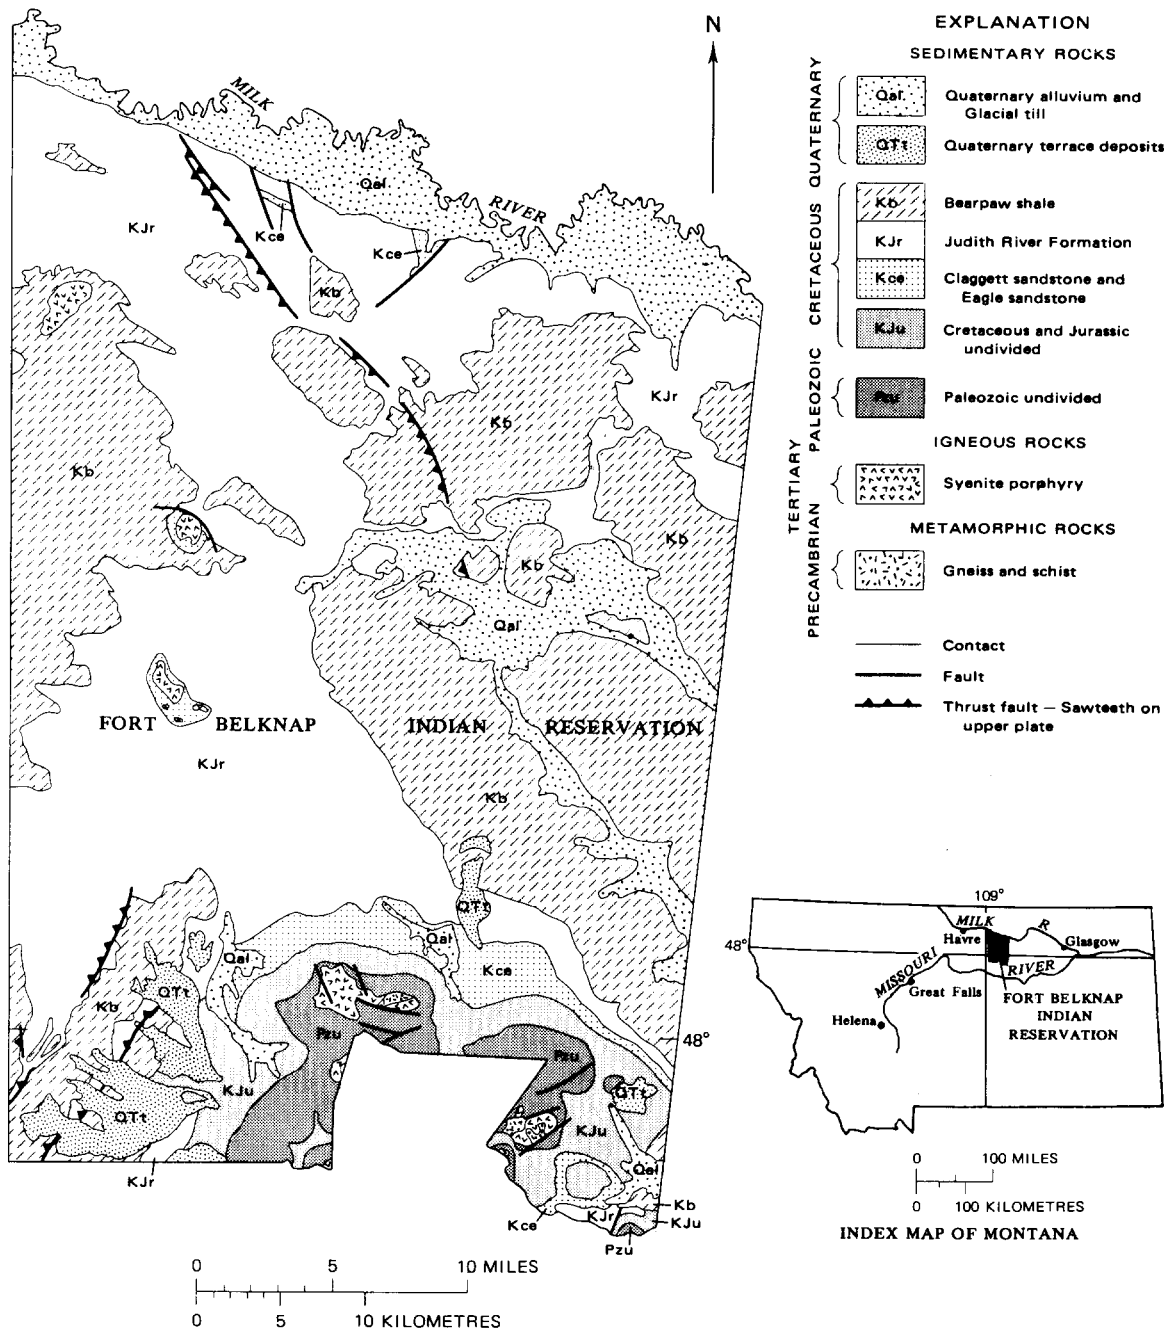 N
MILK
RIVER
Qal
KJr
Kce
Kce
Kb
KJr
Kb
Kb
Kb
Kb
Qal
FORT BELKNAP INDIAN RESERVATION
KJr
Kb
QTt
Qal
Qal
Kce
Kb
QTt
Pzu
Pzu
48°
KJu
QTt
QTt
KJu
Qal
KJr
Kb
Kce
KJr
KJu
Pzu
0 5 10 MILES
0 5 10 KILOMETRES
EXPLANATION
SEDIMENTARY ROCKS
Qal Quaternary alluvium and
Glacial till
QTt Quaternary terrace deposits
Kb Bearpaw shale
KJr Judith River Formation
Kce Claggett sandstone and
Eagle sandstone
KJu Cretaceous and Jurassic
undivided
Pzu Paleozoic undivided
IGNEOUS ROCKS
Syenite porphyry
METAMORPHIC ROCKS
Gneiss and schist
QUATERNARY
CRETACEOUS
PALEOZOIC
TERTIARY
PRECAMBRIAN
Contact
Fault
Thrust fault — Sawteeth on
upper plate
109°
48°
MILK R
Havre
Glasgow
MISSOURI RIVER
Great Falls
Helena
FORT BELKNAP
INDIAN
RESERVATION
0 100 MILES
0 100 KILOMETRES
INDEX MAP OF MONTANA